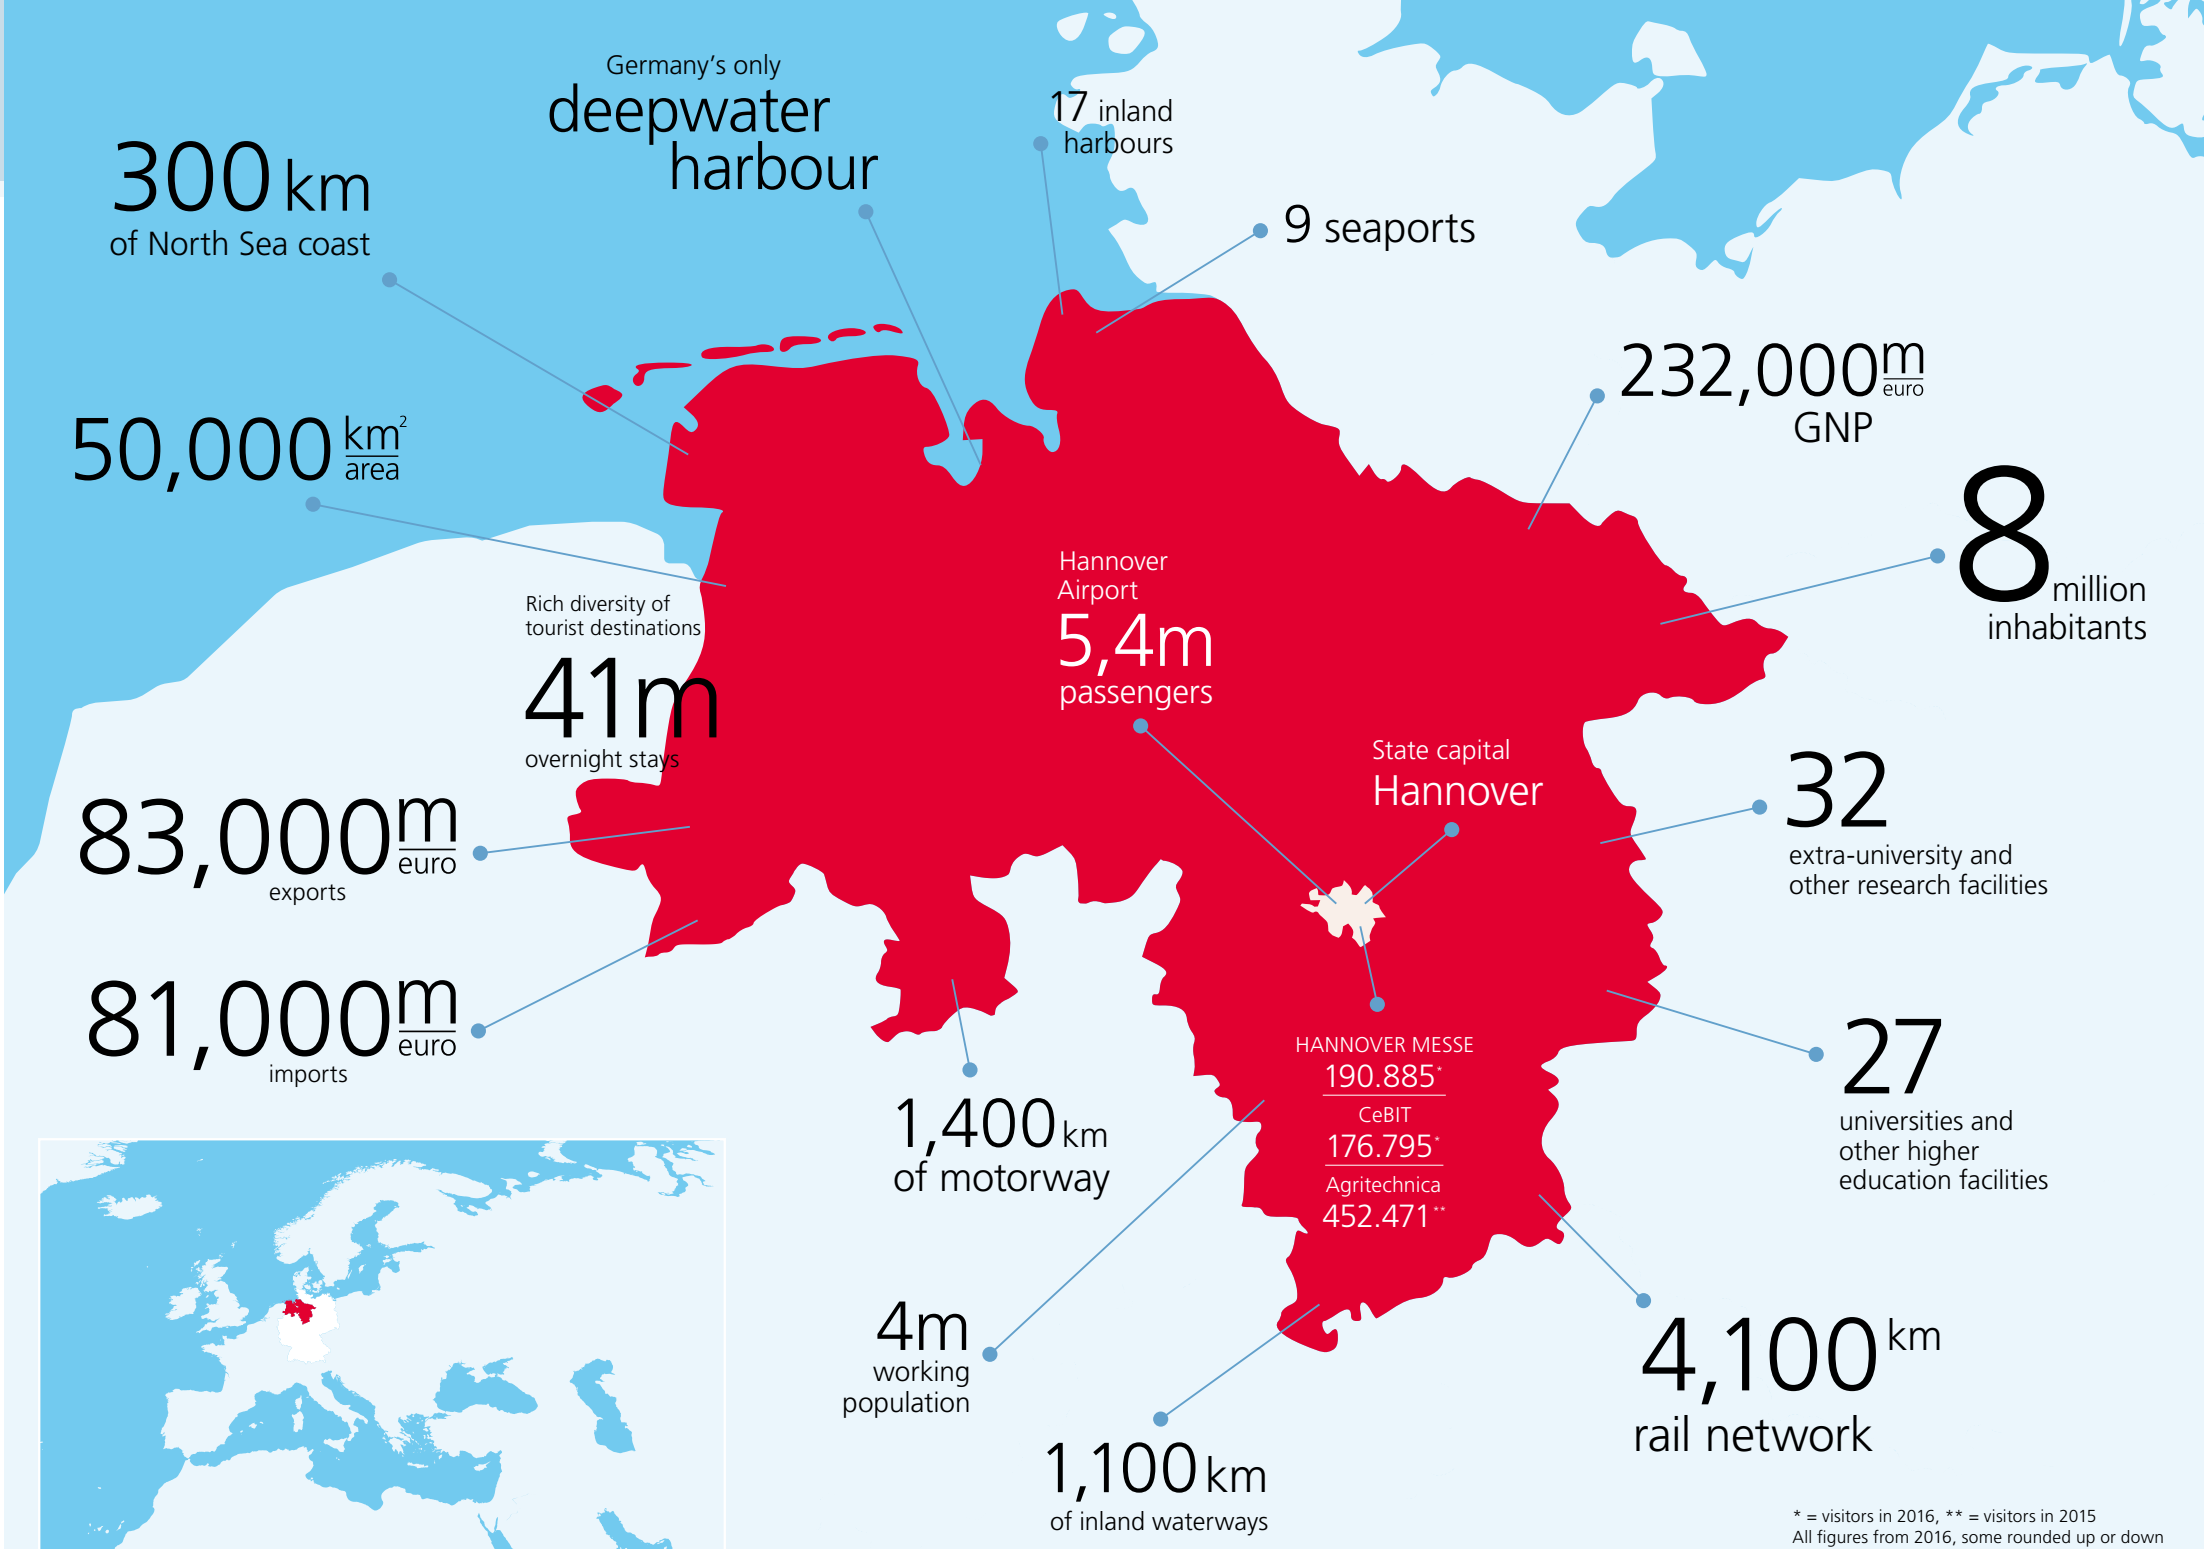 Germany's only
deepwater
harbour
17 inland
harbours
300 km
of North Sea coast
9 seaports
232,000 m
euro
GNP
50,000 km²
area
8 million
inhabitants
Hannover
Airport
5,4m
passengers
Rich diversity of
tourist destinations
41m
overnight stays
State capital
Hannover
32
extra-university and
other research facilities
83,000 m
euro
exports
81,000 m
euro
imports
27
universities and
other higher
education facilities
HANNOVER MESSE
190.885*
CeBIT
176.795*
Agritechnica
452.471**
1,400 km
of motorway
4m
working
population
4,100 km
rail network
1,100 km
of inland waterways
* = visitors in 2016, ** = visitors in 2015
All figures from 2016, some rounded up or down